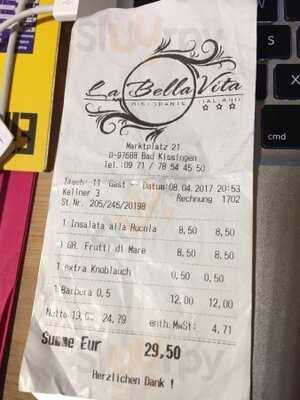 La Bella Vita
RISTORANTE ITALIANO
Marktplatz 21
D-97688 Bad Kissingen
Tel.:09 71 / 78 54 45 50
Tisch: 11 Gast - Datum:08.04.2017 20:53
Kellner 3 Rechnung 1702
St.Nr. 205/246/20198
1 Insalata alla Rucola 8,50 8,50
GR. Frutti di Mare 8,50 8,50
1 extra Knoblauch 0,50 0,50
1 Barbera 0,5 12,00 12,00
Netto 19,0% 24,79 enth.MwSt: 4,71
Summe Eur 29,50
Herzlichen Dank !
cmd